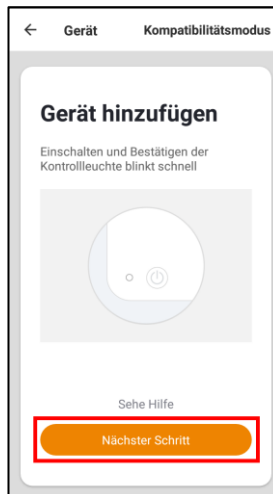 Gerät Kompatibilitätsmodus
Gerät hinzufügen
Einschalten und Bestätigen der
Kontrollleuchte blinkt schnell
Sehe Hilfe
Nächster Schritt